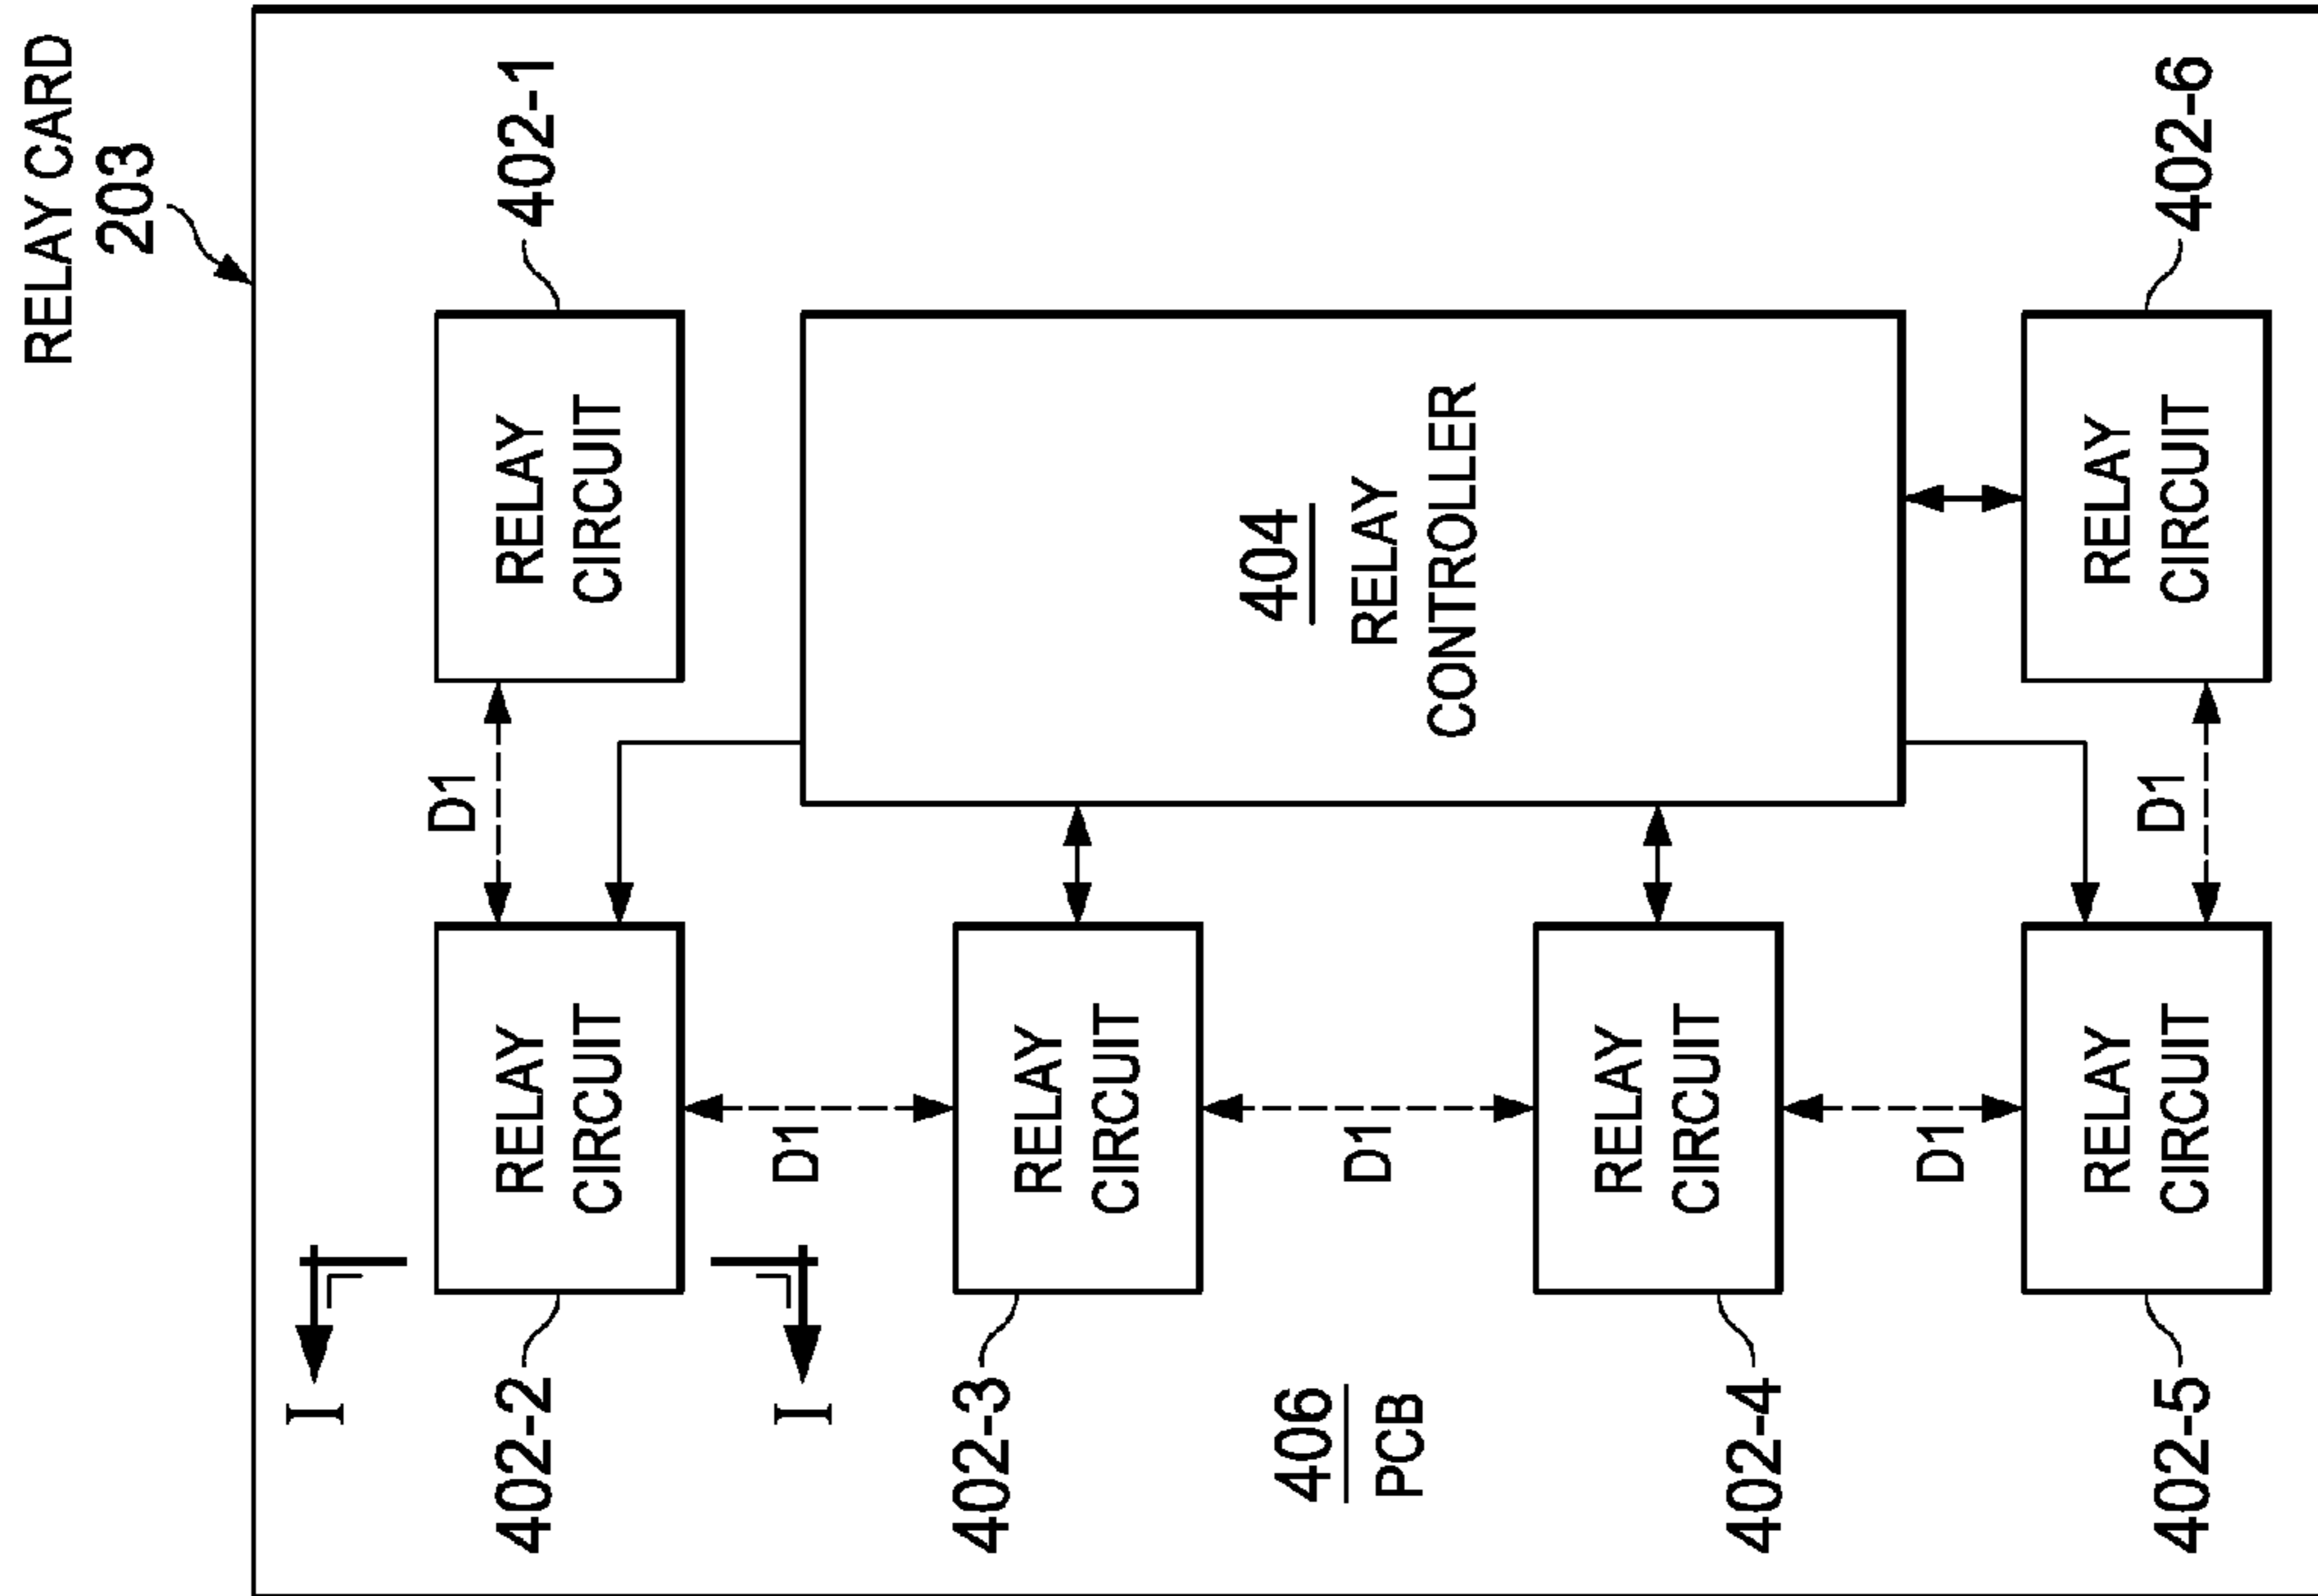 RELAY CARD
203
I
D1
402-2
RELAY
CIRCUIT
RELAY
CIRCUIT
402-1
I
D1
402-3
RELAY
CIRCUIT
404
RELAY
CONTROLLER
406
PCB
D1
402-4
RELAY
CIRCUIT
D1
D1
402-5
RELAY
CIRCUIT
RELAY
CIRCUIT
402-6